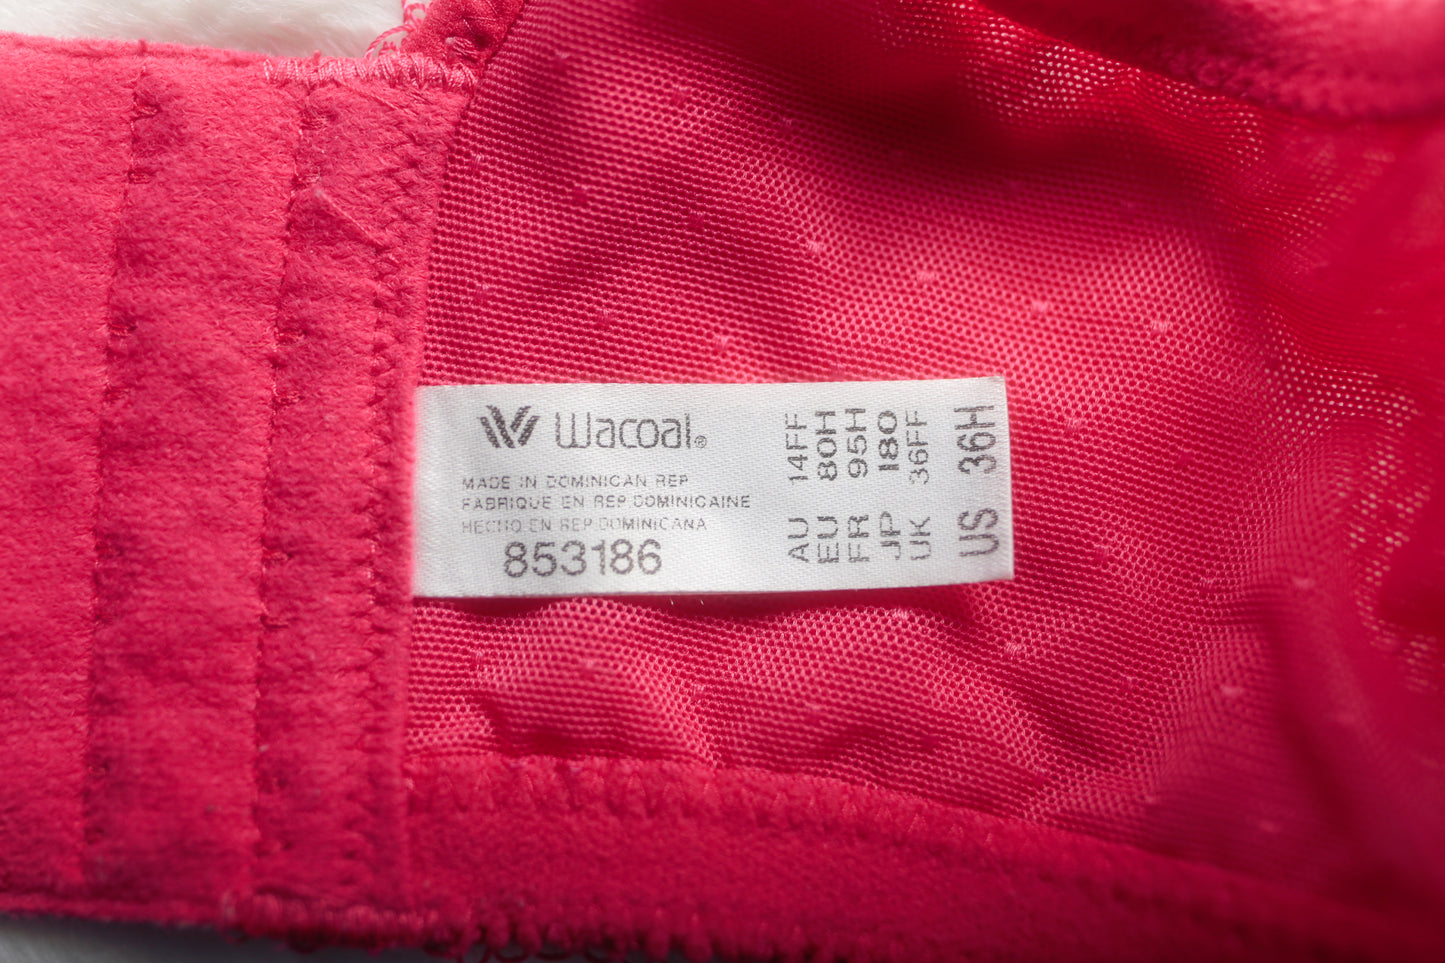 Wacoal®
MADE IN DOMINICAN REP
FABRIQUE EN REP.DOMINICAINE
HECHO EN REP.DOMINICANA
853186
AU 14FF
EU 80H
FR 95H
JP 180
UK 36FF
US 36H